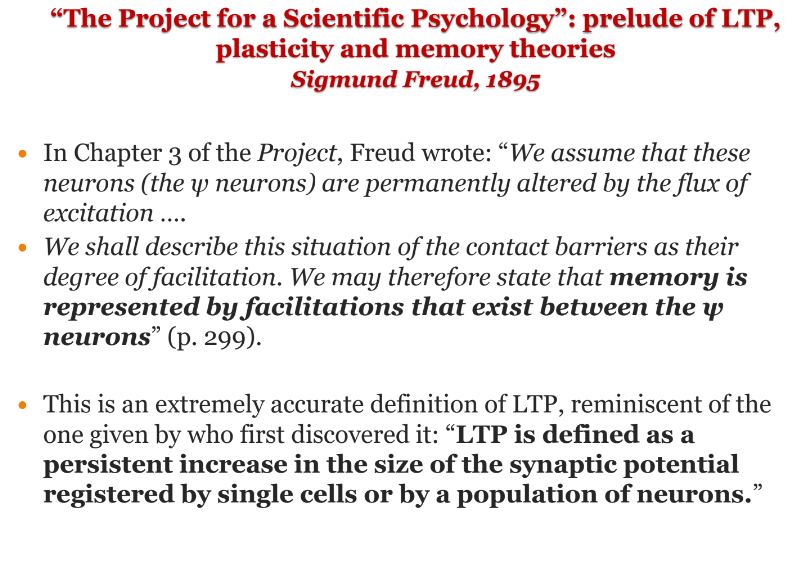 “The Project for a Scientific Psychology”: prelude of LTP,
plasticity and memory theories
Sigmund Freud, 1895
• In Chapter 3 of the Project, Freud wrote: “We assume that these
neurons (the ψ neurons) are permanently altered by the flux of
excitation ….
• We shall describe this situation of the contact barriers as their
degree of facilitation. We may therefore state that memory is
represented by facilitations that exist between the ψ
neurons” (p. 299).
• This is an extremely accurate definition of LTP, reminiscent of the
one given by who first discovered it: “LTP is defined as a
persistent increase in the size of the synaptic potential
registered by single cells or by a population of neurons.”